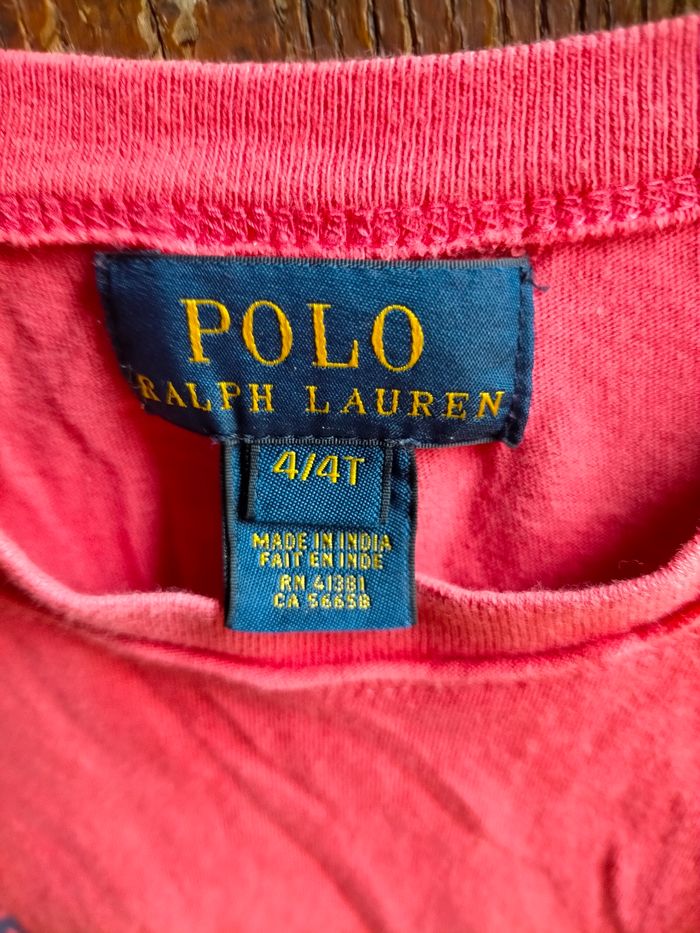 POLO
RALPH LAUREN
4/4T
MADE IN INDIA
FAIT EN INDE
RN 41381
CA 56658